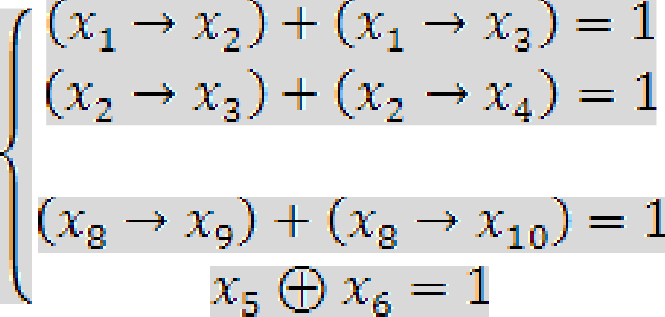 (x₁ → x₂) + (x₁ → x₃) = 1
(x₂ → x₃) + (x₂ → x₄) = 1
(x₈ → x₉) + (x₈ → x₁₀) = 1
x₅ ⊕ x₆ = 1